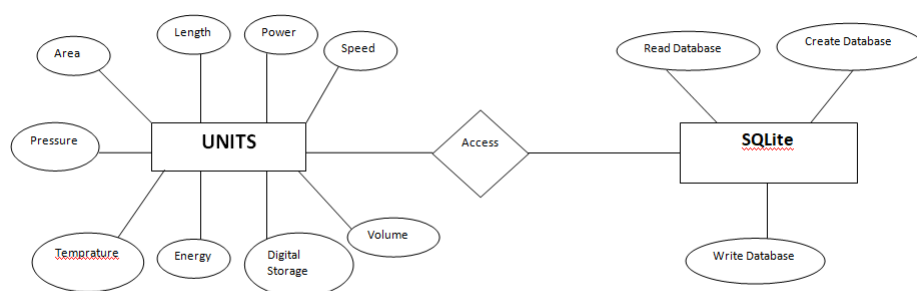 Length
Power
Area
Speed
Read Database
Create Database
Pressure
UNITS
Access
SQLite
Temprature
Energy
Digital
Storage
Volume
Write Database